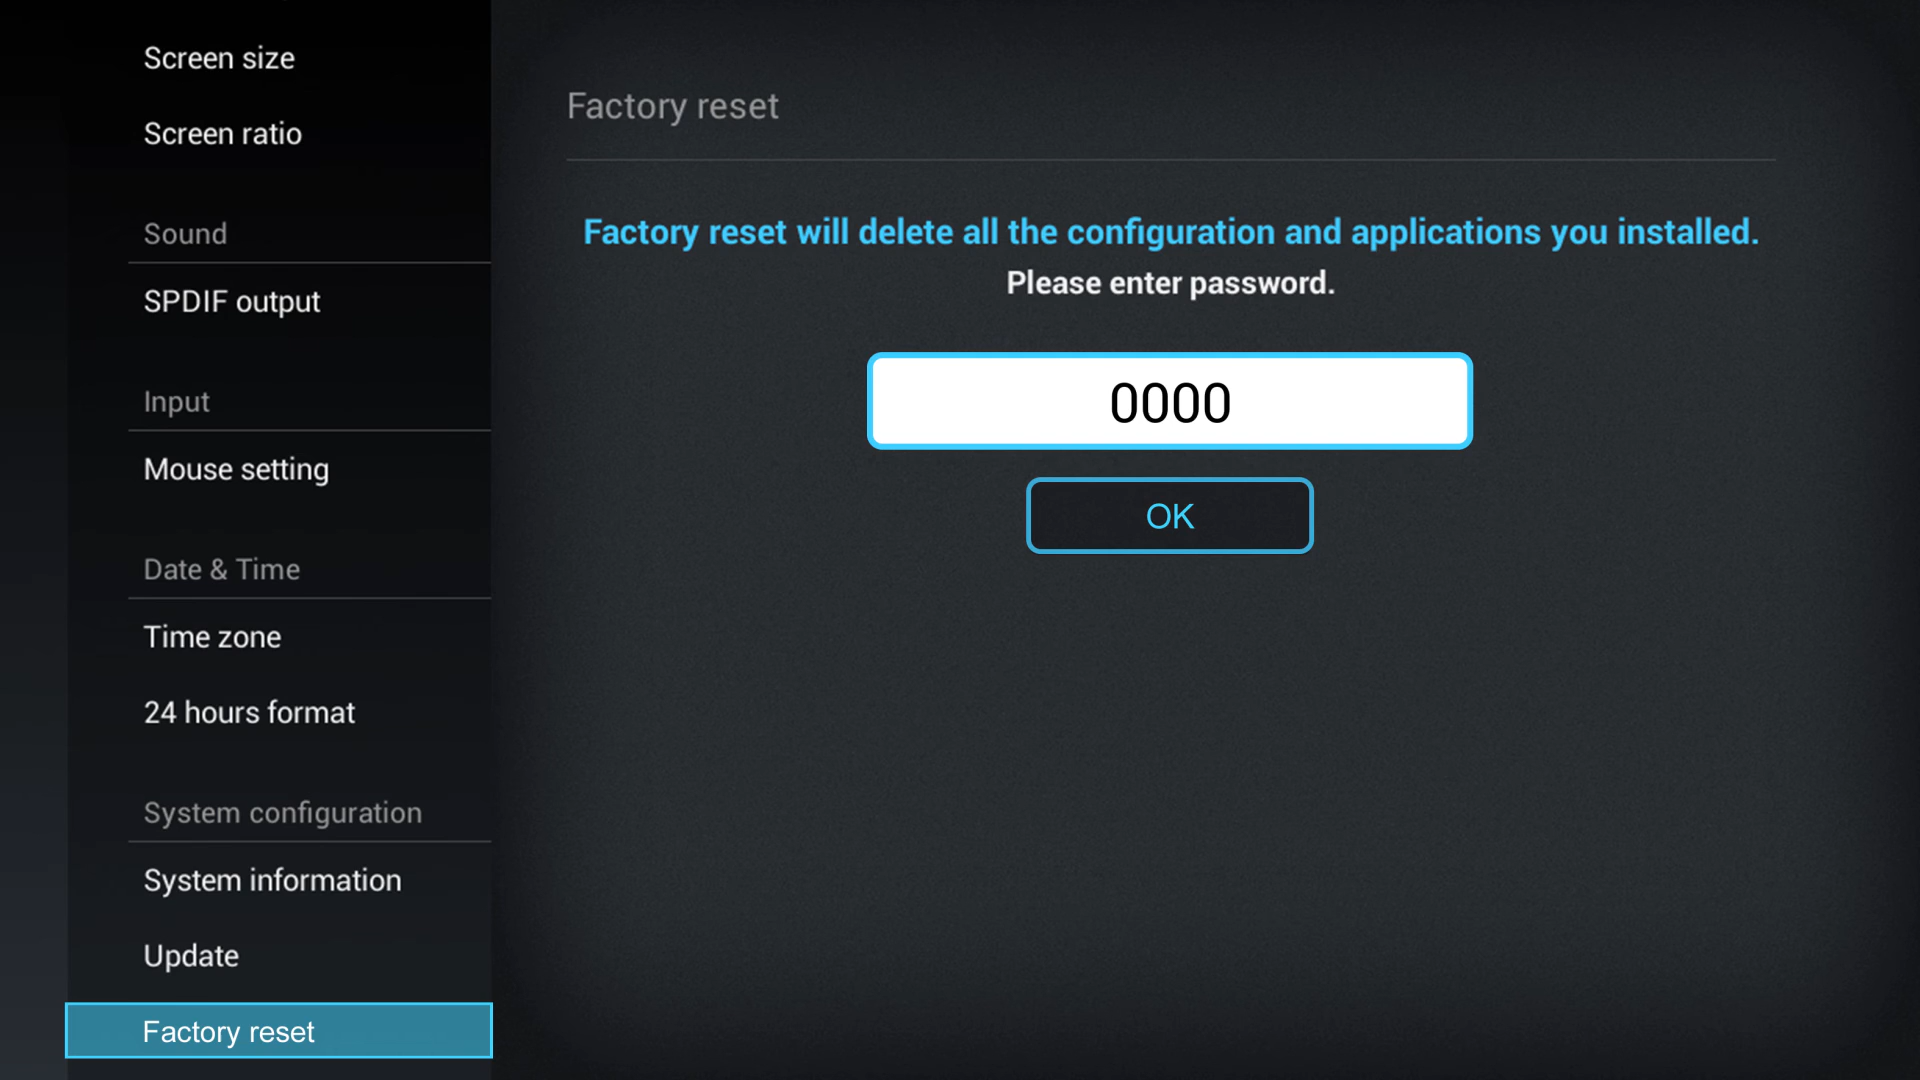 Screen size
Screen ratio
Sound
SPDIF output
Input
Mouse setting
Date & Time
Time zone
24 hours format
System configuration
System information
Update
Factory reset
Factory reset
Factory reset will delete all the configuration and applications you installed.
Please enter password.
0000
OK